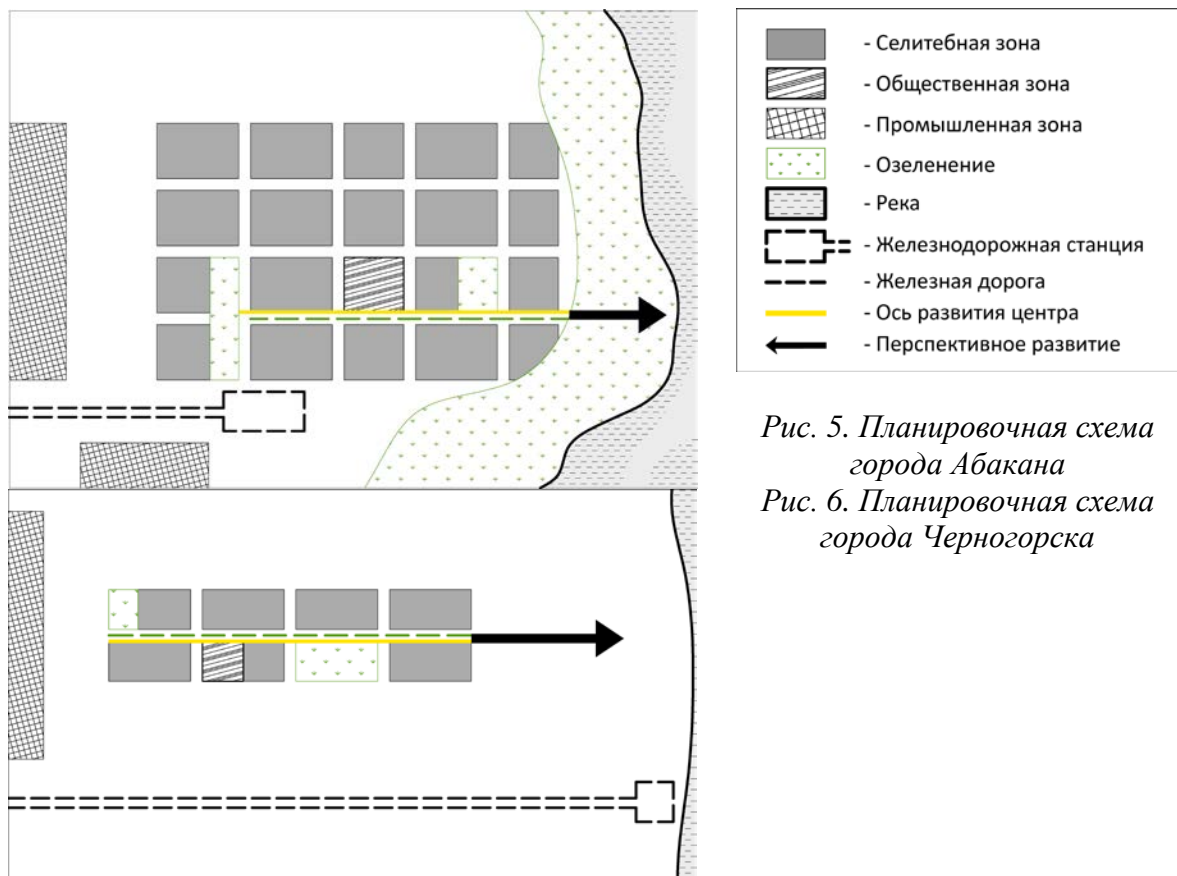 - Селитебная зона
- Общественная зона
- Промышленная зона
- Озеленение
- Река
- Железнодорожная станция
- Железная дорога
- Ось развития центра
- Перспективное развитие
Рис. 5. Планировочная схема
города Абакана
Рис. 6. Планировочная схема
города Черногорска